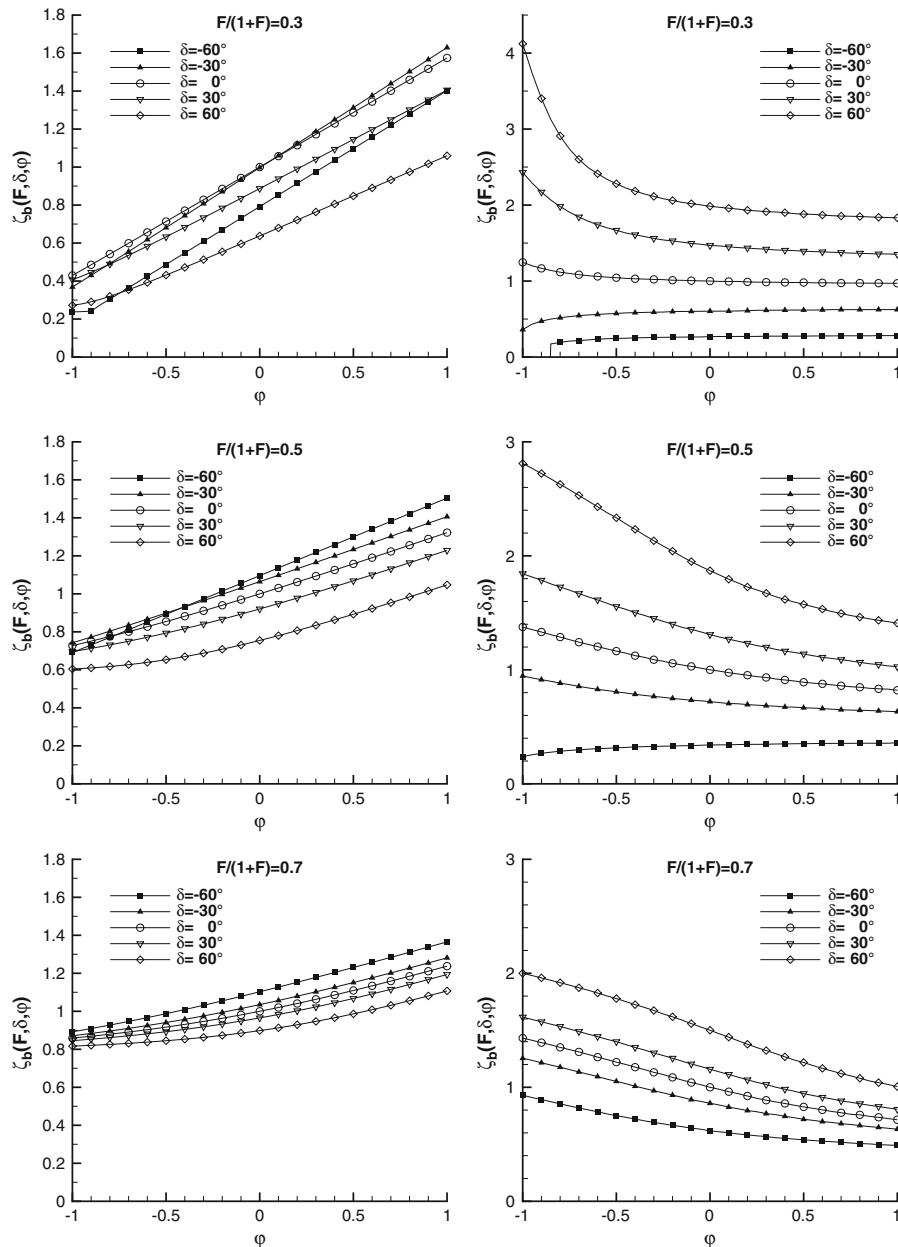 F/(1+F)=0.3
δ=-60°
δ=-30°
δ= 0°
δ= 30°
δ= 60°
ζb(F,δ,φ)
0
0.2
0.4
0.6
0.8
1
1.2
1.4
1.6
1.8
-1
-0.5
0
0.5
1
φ
F/(1+F)=0.3
δ=-60°
δ=-30°
δ= 0°
δ= 30°
δ= 60°
ζb(F,δ,φ)
0
1
2
3
4
5
-1
-0.5
0
0.5
1
φ
F/(1+F)=0.5
δ=-60°
δ=-30°
δ= 0°
δ= 30°
δ= 60°
ζb(F,δ,φ)
0
0.2
0.4
0.6
0.8
1
1.2
1.4
1.6
1.8
-1
-0.5
0
0.5
1
φ
F/(1+F)=0.5
δ=-60°
δ=-30°
δ= 0°
δ= 30°
δ= 60°
ζb(F,δ,φ)
0
1
2
3
-1
-0.5
0
0.5
1
φ
F/(1+F)=0.7
δ=-60°
δ=-30°
δ= 0°
δ= 30°
δ= 60°
ζb(F,δ,φ)
0
0.2
0.4
0.6
0.8
1
1.2
1.4
1.6
1.8
-1
-0.5
0
0.5
1
φ
F/(1+F)=0.7
δ=-60°
δ=-30°
δ= 0°
δ= 30°
δ= 60°
ζb(F,δ,φ)
0
1
2
3
-1
-0.5
0
0.5
1
φ